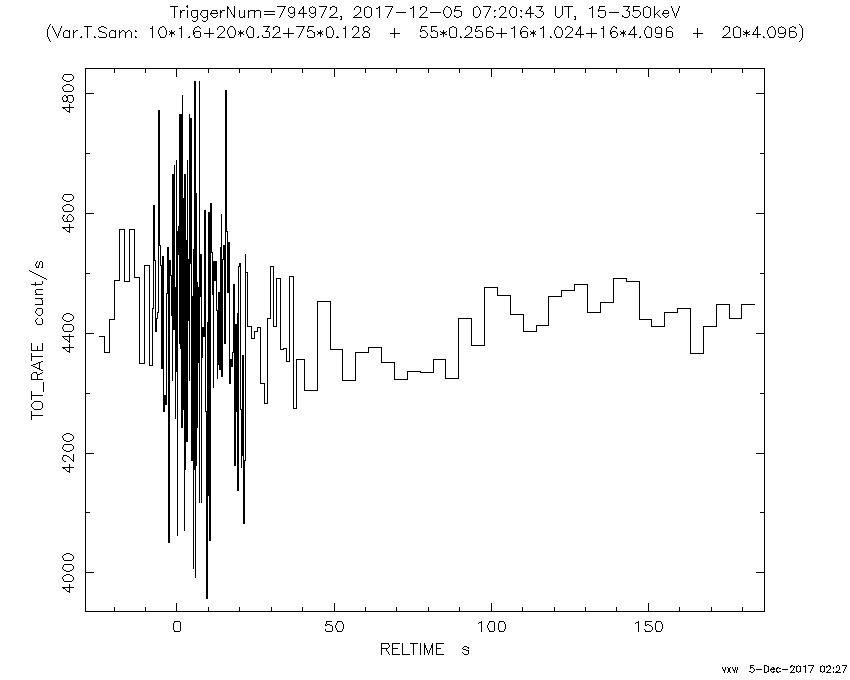 TriggerNum=794972, 2017-12-05 07:20:43 UT, 15-350keV
(Var.T.Sam: 10*1.6+20*0.32+75*0.128 + 55*0.256+16*1.024+16*4.096 + 20*4.096)
4800
4600
4400
4200
4000
TOT_RATE count/s
0 50 100 150
RELTIME s
vxw 5-Dec-2017 02:27